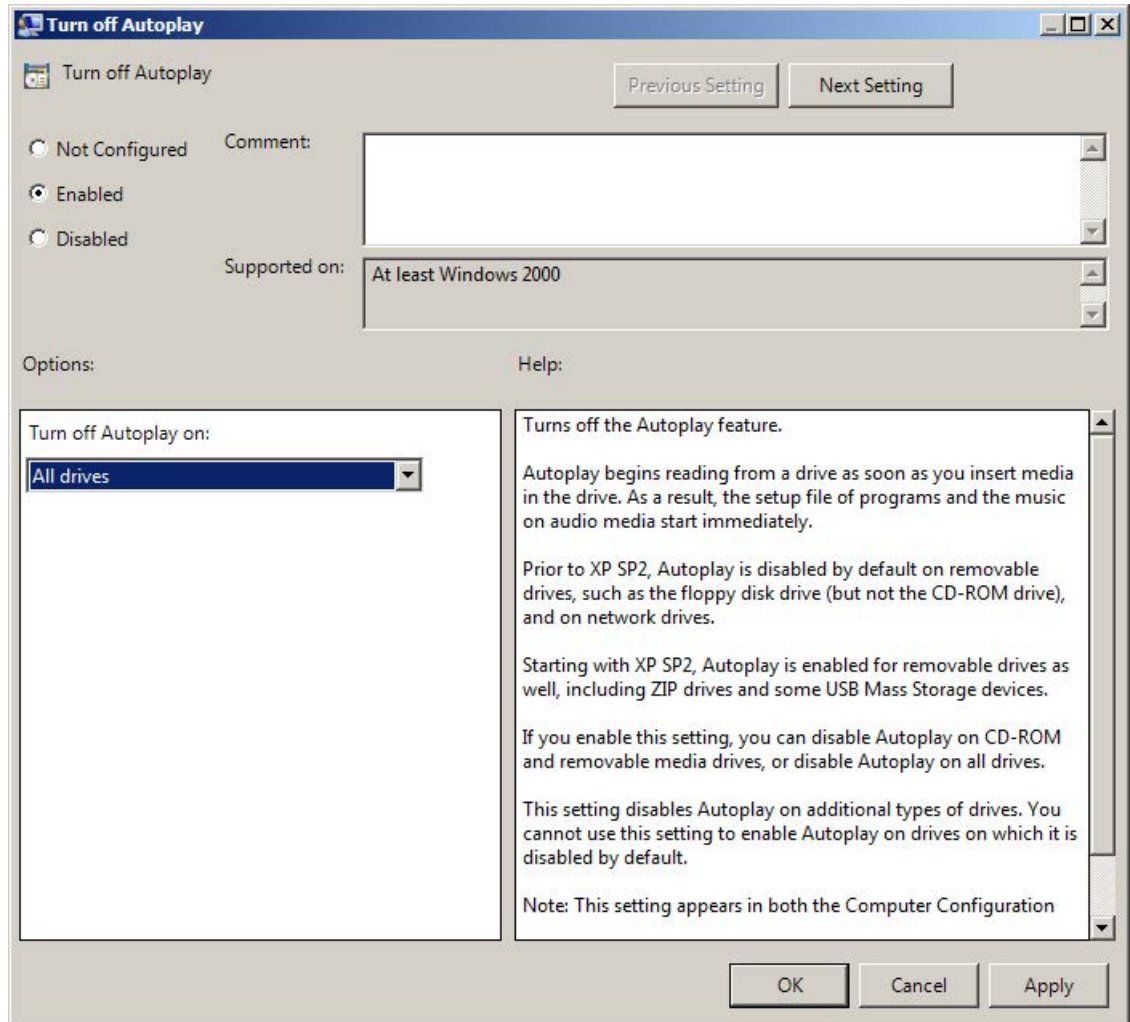 Turn off Autoplay
Turn off Autoplay
Previous Setting
Next Setting
Not Configured
Enabled
Disabled
Comment:
Supported on:
At least Windows 2000
Options:
Help:
Turn off Autoplay on:
All drives
Turns off the Autoplay feature.
Autoplay begins reading from a drive as soon as you insert media
in the drive. As a result, the setup file of programs and the music
on audio media start immediately.
Prior to XP SP2, Autoplay is disabled by default on removable
drives, such as the floppy disk drive (but not the CD-ROM drive),
and on network drives.
Starting with XP SP2, Autoplay is enabled for removable drives as
well, including ZIP drives and some USB Mass Storage devices.
If you enable this setting, you can disable Autoplay on CD-ROM
and removable media drives, or disable Autoplay on all drives.
This setting disables Autoplay on additional types of drives. You
cannot use this setting to enable Autoplay on drives on which it is
disabled by default.
Note: This setting appears in both the Computer Configuration
OK
Cancel
Apply